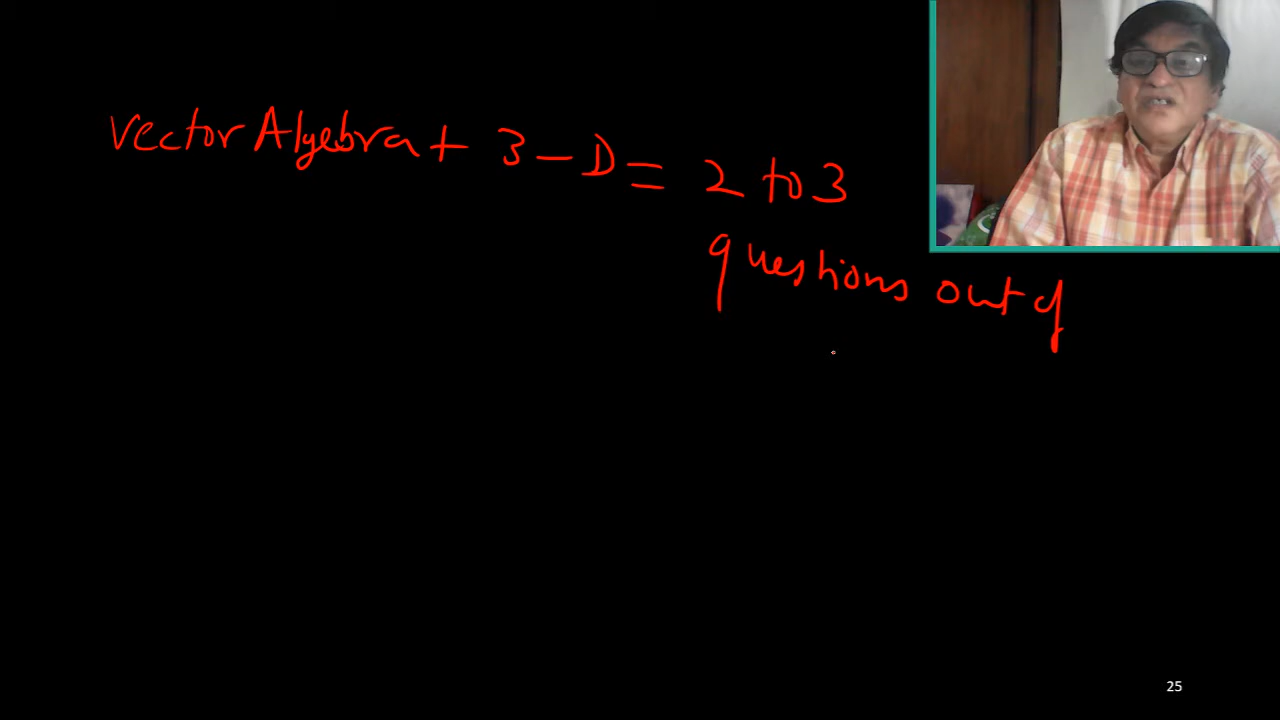 Vector Algebra + 3-D = 2 to 3
questions out of
25